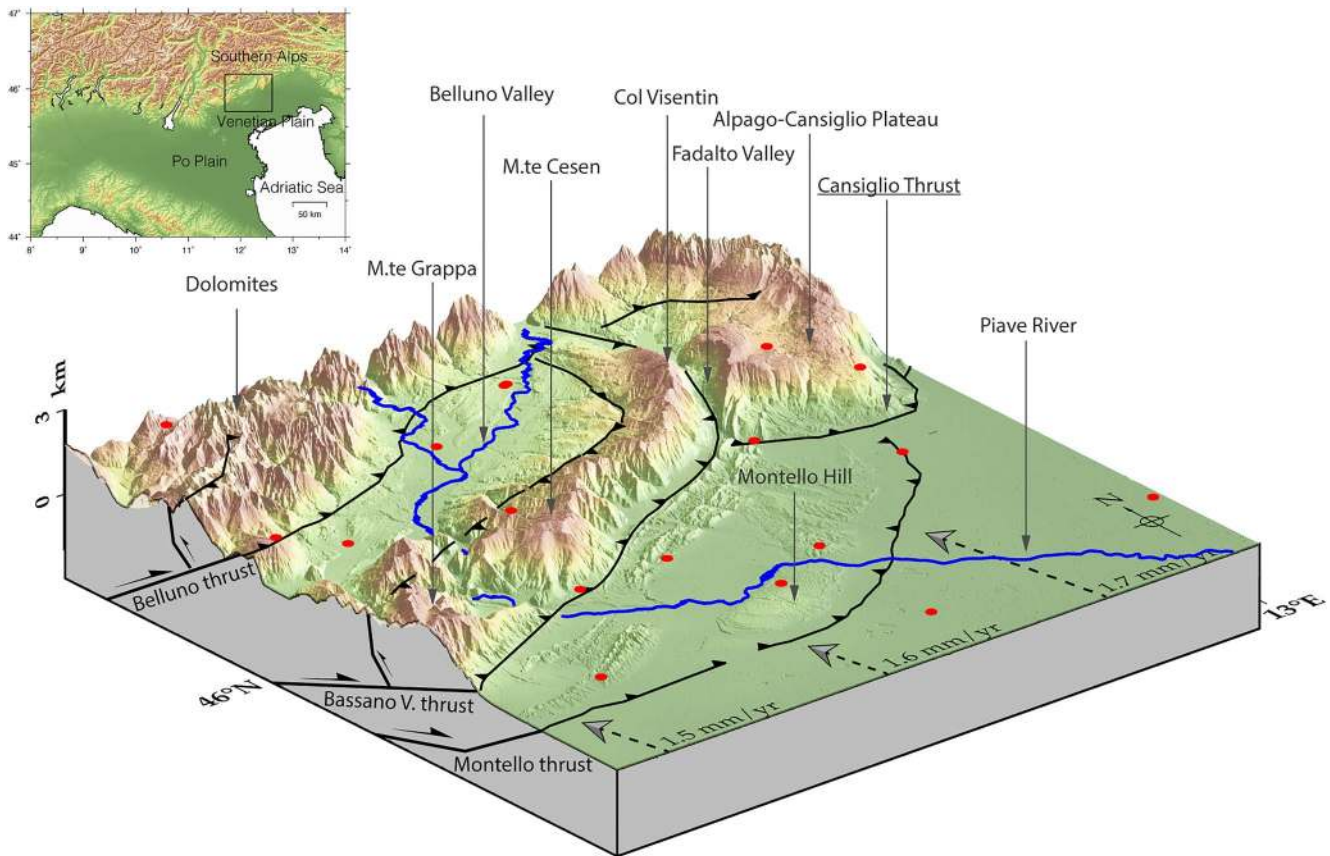 47°
46°
45°
44°
8°
9°
10°
11°
12°
13°
14°
Southern Alps
Venetian Plain
Po Plain
Adriatic Sea
50 km
Belluno Valley
Col Visentin
Alpago-Cansiglio Plateau
M.te Cesen
Fadalto Valley
Cansiglio Thrust
M.te Grappa
Dolomites
Piave River
Montello Hill
3
km
0
N
Belluno thrust
46°N
Bassano V. thrust
Montello thrust
1.5 mm/yr
1.6 mm/yr
1.7 mm/yr
13°E